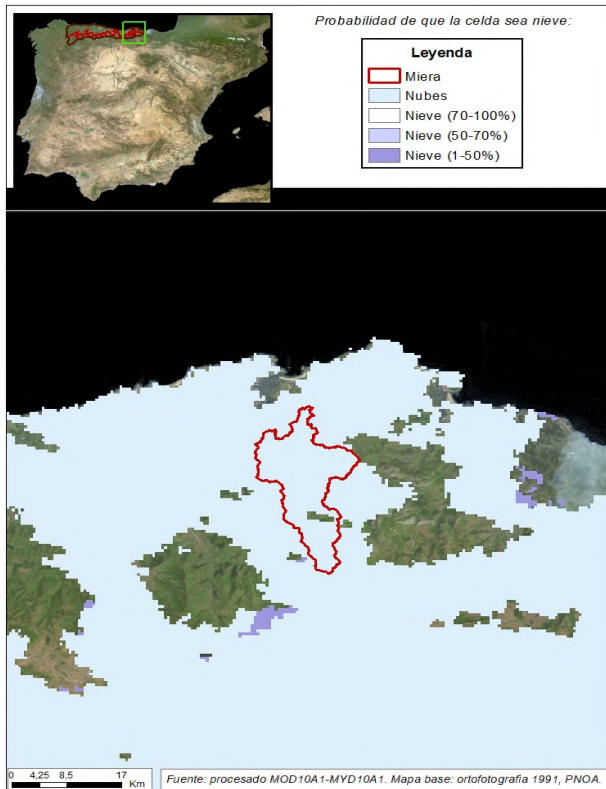 Probabilidad de que la celda sea nieve:
Leyenda
Miera
Nubes
Nieve (70-100%)
Nieve (50-70%)
Nieve (1-50%)
0 4,25 8,5 17
Km
Fuente: procesado MOD10A1-MYD10A1. Mapa base: ortofotografia 1991, PNOA.